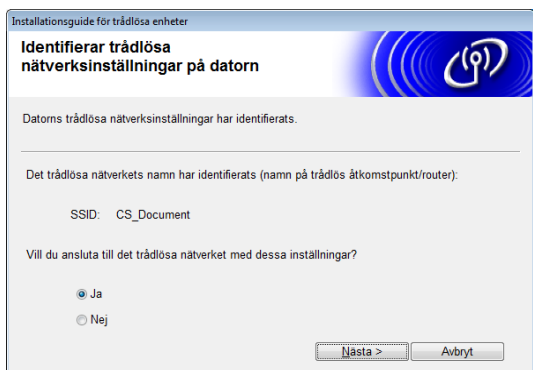 Installationsguide för trådlösa enheter
Identifierar trådlösa
nätverksinställningar på datorn
Datorns trådlösa nätverksinställningar har identifierats.
Det trådlösa nätverkets namn har identifierats (namn på trådlös åtkomstpunkt/router):
SSID: CS_Document
Vill du ansluta till det trådlösa nätverket med dessa inställningar?
Ja
Nej
Nästa > Avbryt